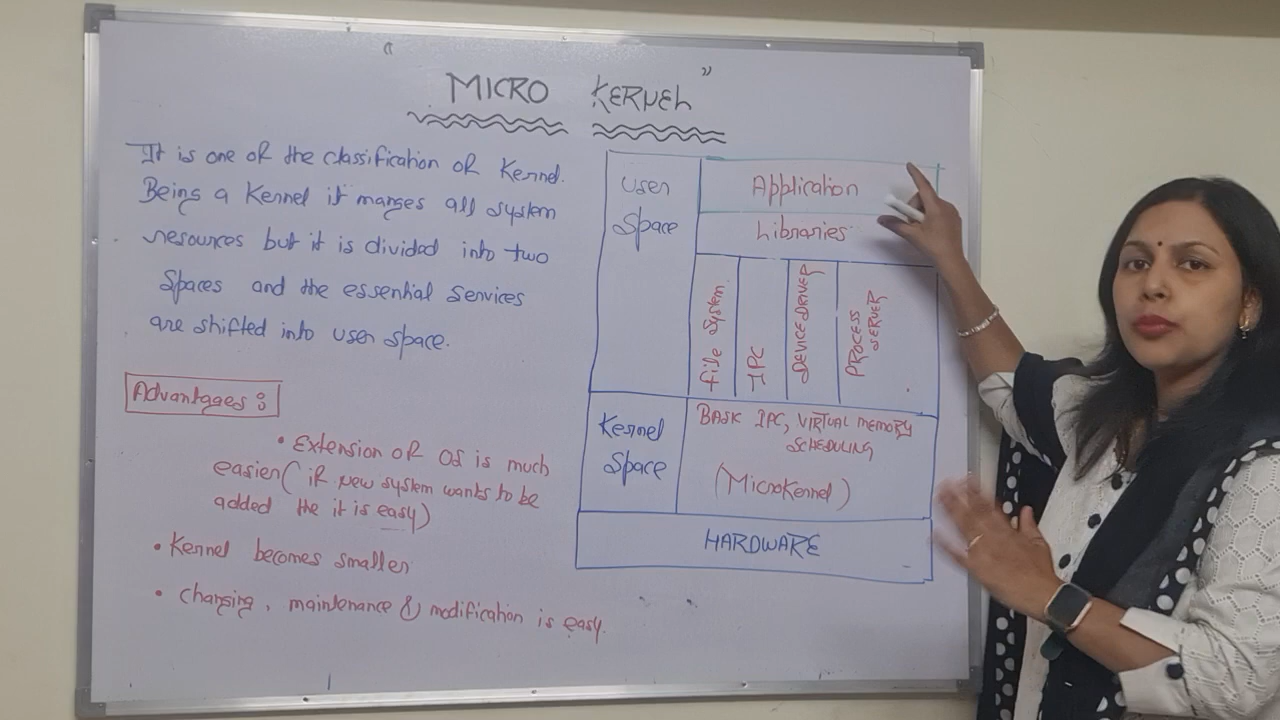 “ MICRO KERNEL ”
It is one of the classification of Kernel.
Being a Kernel it manges all system
resources but it is divided into two
Spaces and the essential services
are shifted into user space.
Advantgaes :
• Extension of OS is much
easier ( if new system wants to be
added the it is easy)
• Kernel becomes smaller
• changing, maintenance & modification is easy.
User
Space
Application
Libraries
File System
IPC
DEVICE DRIVER
PROCESS
SERVER
Kernel
Space
BASIC IPC, VIRTUAL MEMORY
SCHEDULING
(MicroKernel)
HARDWARE